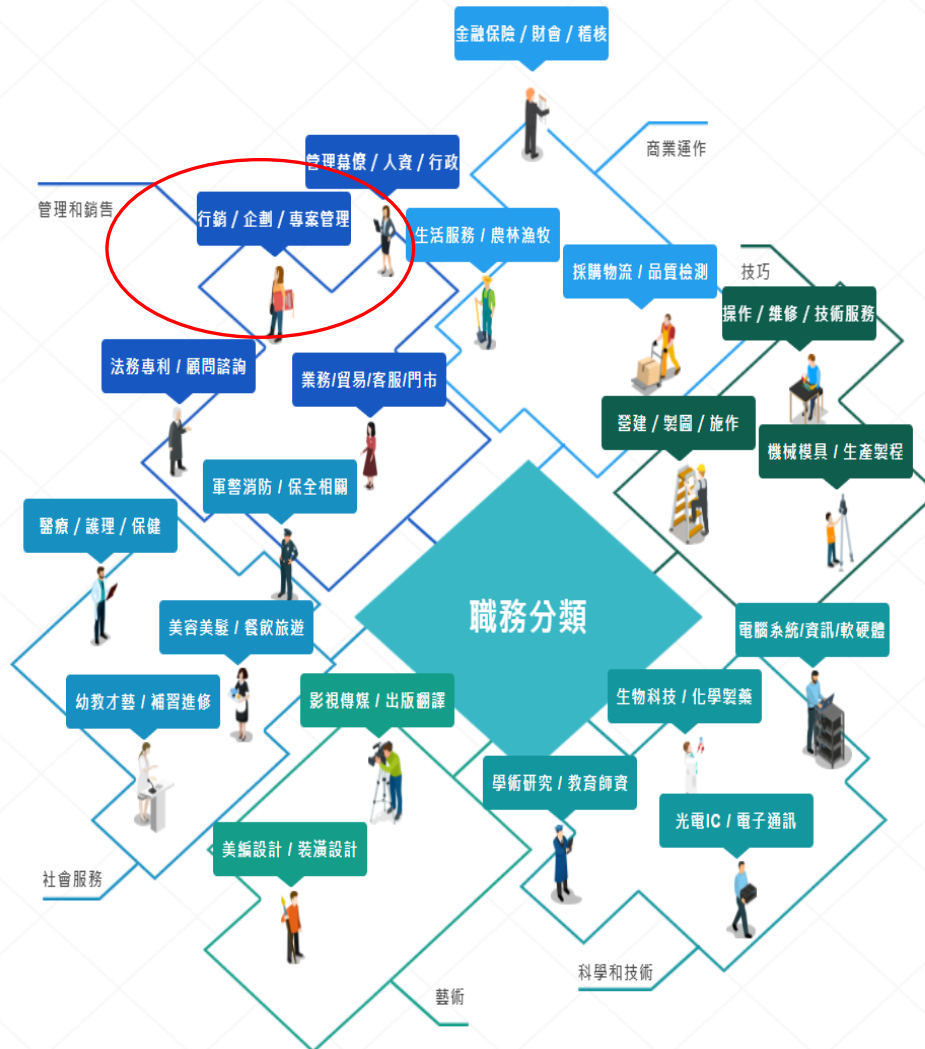 金融保險 / 財會 / 稽核
商業運作
管理幕僚 / 人資 / 行政
管理和銷售
行銷 / 企劃 / 專案管理
生活服務 / 農林漁牧
採購物流 / 品質檢測
技巧
操作 / 維修 / 技術服務
法務專利 / 顧問諮詢
業務/貿易/客服/門市
營建 / 製圖 / 施作
機械模具 / 生產製程
軍警消防 / 保全相關
醫療 / 護理 / 保健
職務分類
美容美髮 / 餐飲旅遊
電腦系統/資訊/軟硬體
幼教才藝 / 補習進修
影視傳媒 / 出版翻譯
生物科技 / 化學製藥
學術研究 / 教育師資
光電IC / 電子通訊
美編設計 / 裝潢設計
社會服務
科學和技術
藝術